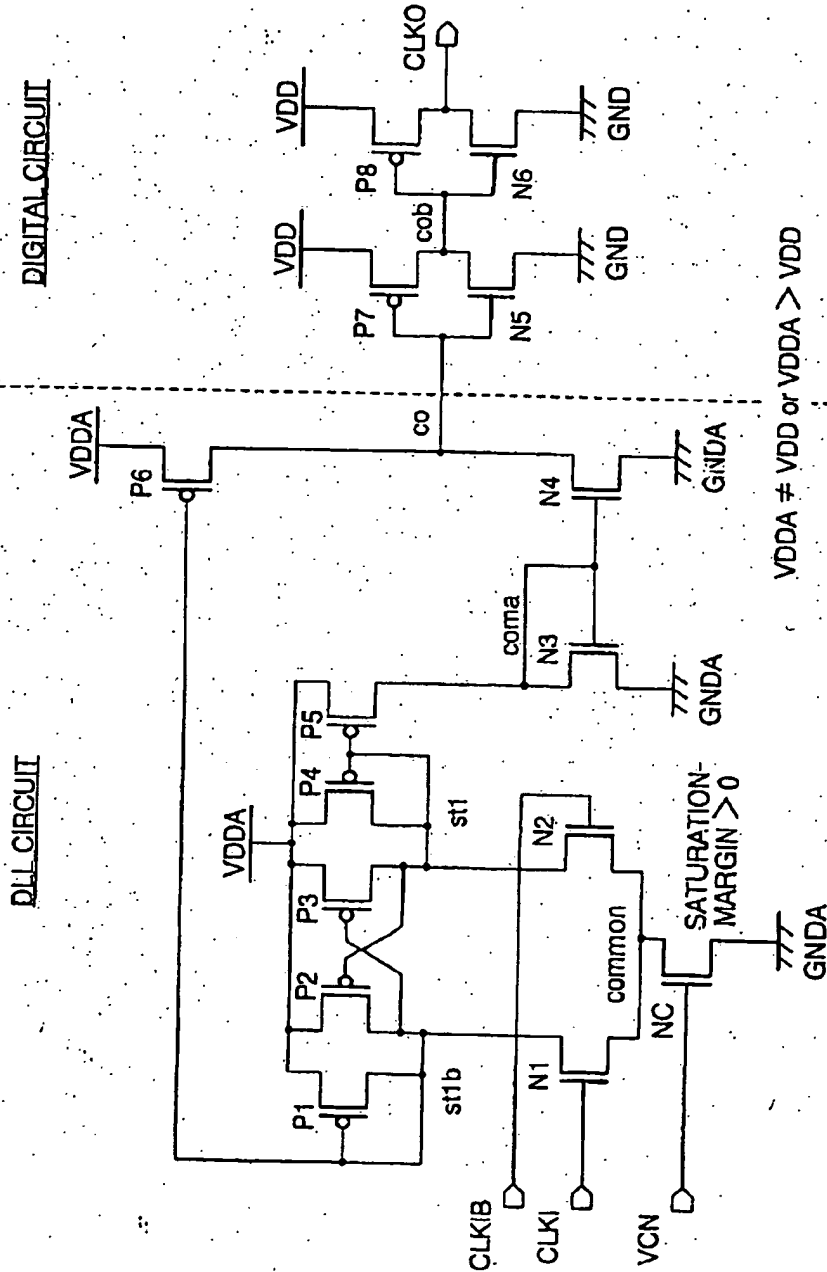 DLL CIRCUIT
DIGITAL CIRCUIT
VDDA
P6
VDD
VDD
P7
P8
co
cob
CLKO
N5
N6
GND
GND
VDDA
P1
P2
P3
P4
P5
st1b
st1
coma
N3
N4
GNDA
GNDA
CLKIB
CLKI
VCN
N1
N2
common
NC
SATURATION-
MARGIN > 0
GNDA
VDDA ≠ VDD or VDDA > VDD